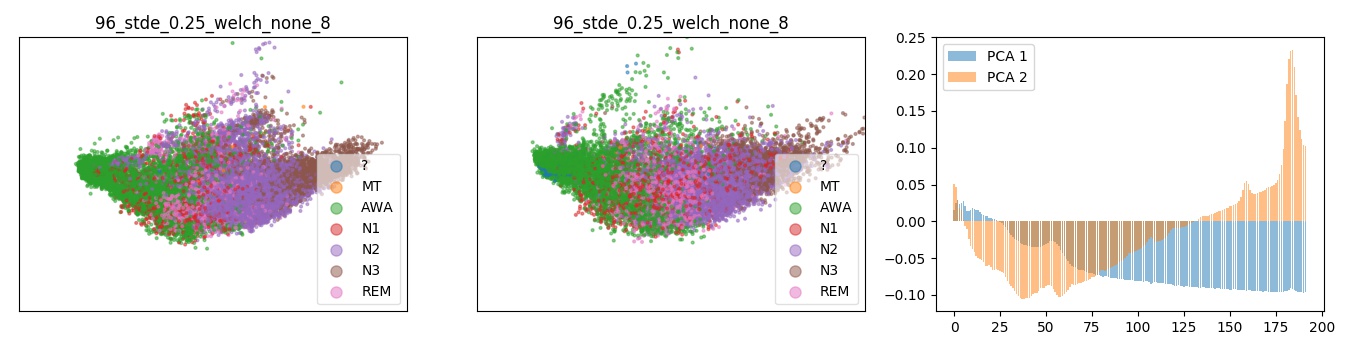 96_stde_0.25_welch_none_8
?
MT
AWA
N1
N2
N3
REM
96_stde_0.25_welch_none_8
?
MT
AWA
N1
N2
N3
REM
PCA 1
PCA 2
0.25
0.20
0.15
0.10
0.05
0.00
−0.05
−0.10
0 25 50 75 100 125 150 175 200